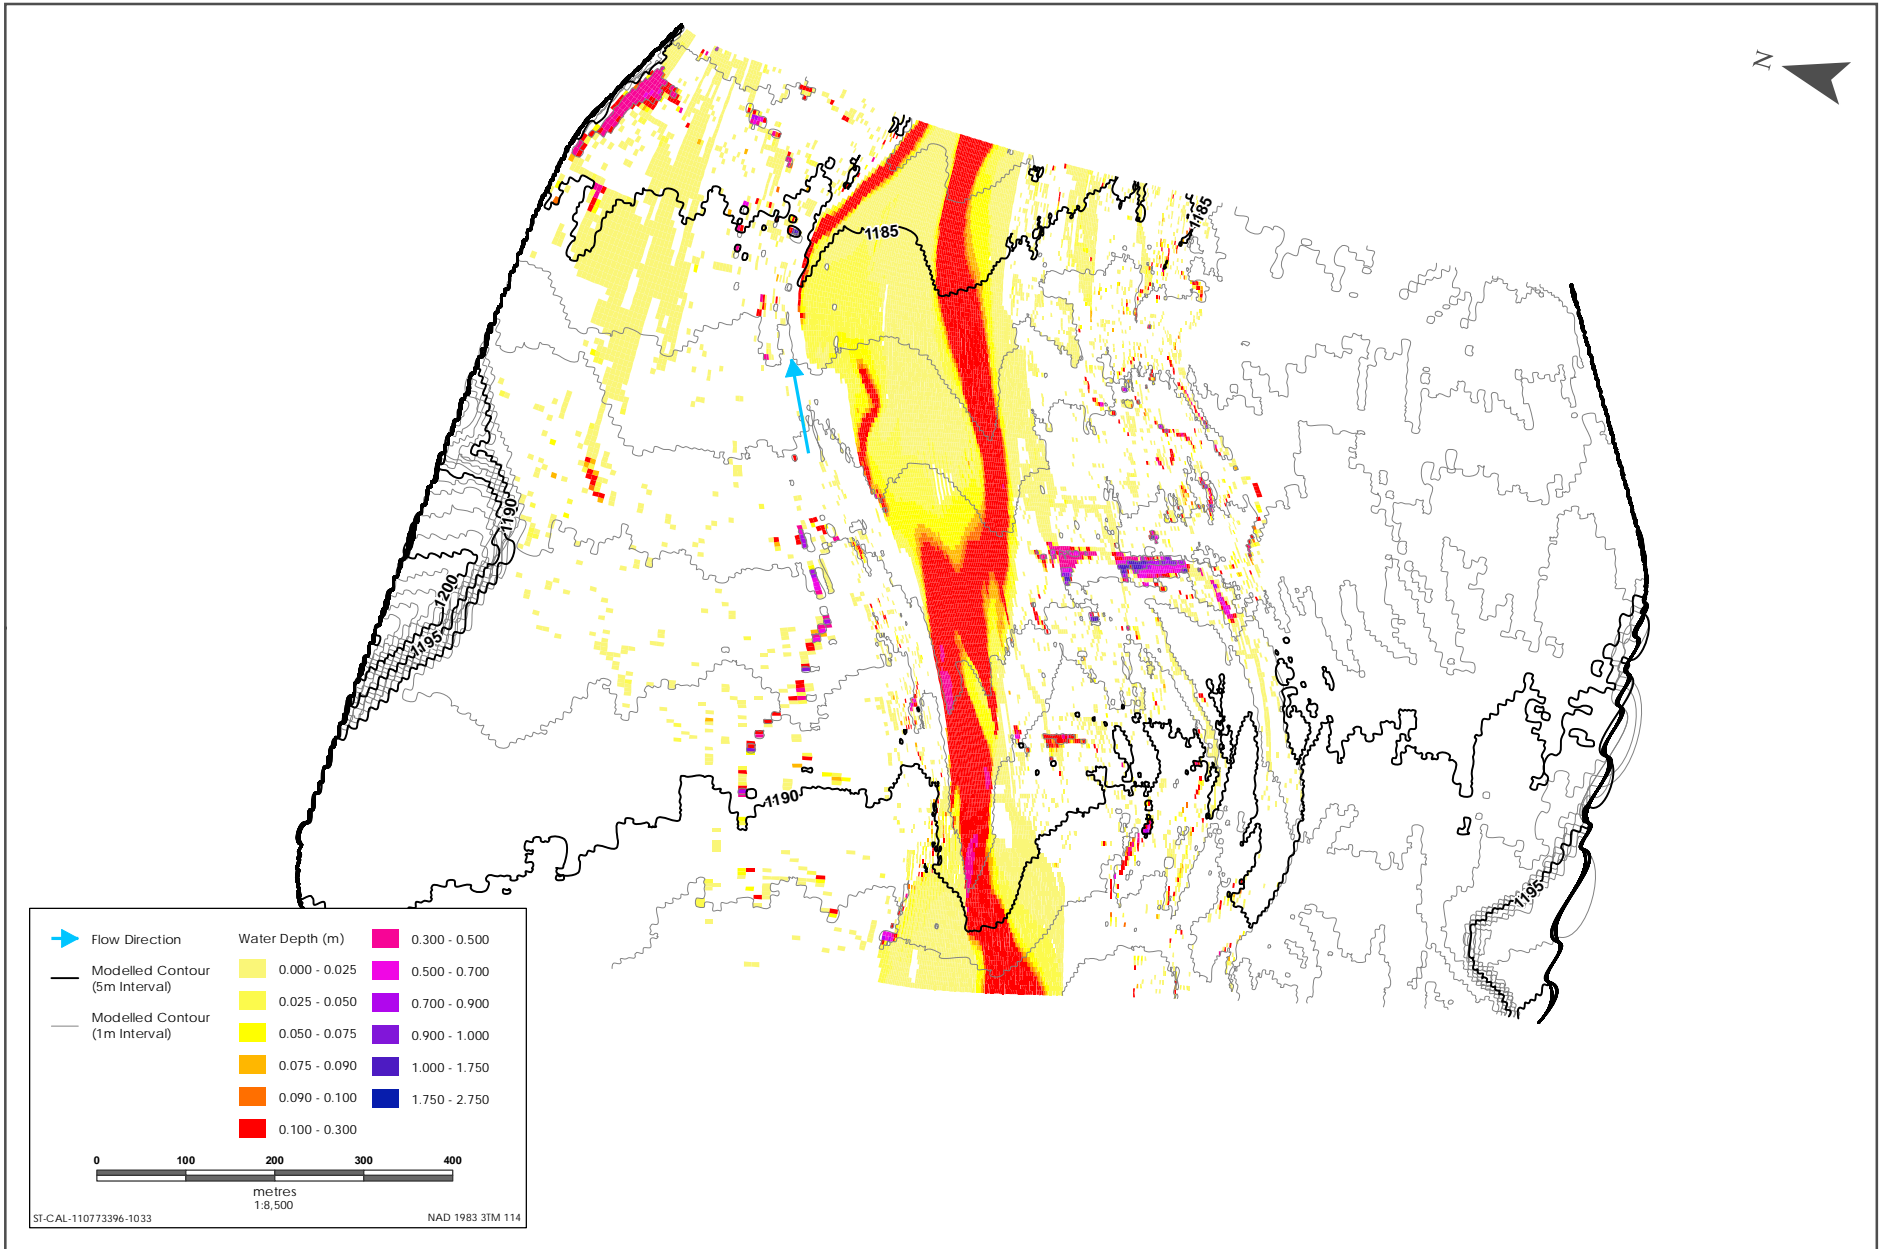 N
1185
1185
1190
1200
1195
1190
1195
Flow Direction
Modelled Contour
(5m Interval)
Modelled Contour
(1m Interval)
Water Depth (m)
0.000 - 0.025
0.025 - 0.050
0.050 - 0.075
0.075 - 0.090
0.090 - 0.100
0.100 - 0.300
0.300 - 0.500
0.500 - 0.700
0.700 - 0.900
0.900 - 1.000
1.000 - 1.750
1.750 - 2.750
0 100 200 300 400
metres
1:8,500
ST-CAL-110773396-1033
NAD 1983 3TM 114